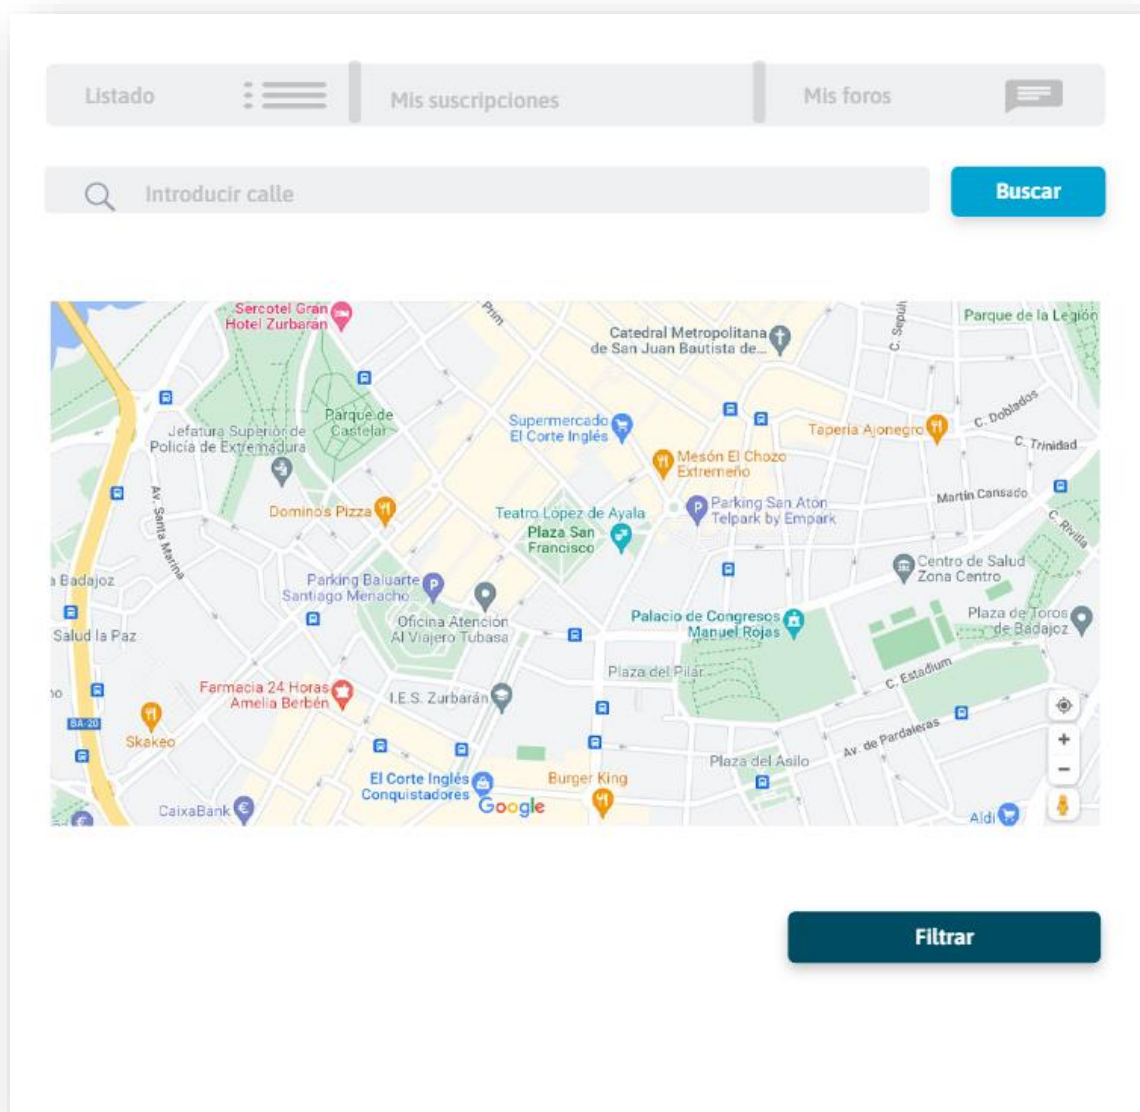 Listado
Mis suscripciones
Mis foros
Introducir calle
Buscar
Sercotel Gran
Hotel Zurbarán
Prim
Catedral Metropolitana
de San Juan Bautista de...
C. Sepúlv
Parque de la Legión
Parque de
Castelar
Jefatura Superior de
Policía de Extremadura
Supermercado
El Corte Inglés
Tapería Ajonegro
C. Doblados
C. Trinidad
Mesón El Chozo
Extremeño
Av. Santa Marina
Domino's Pizza
Teatro López de Ayala
Plaza San
Francisco
Parking San Atón
Telpark by Empark
Martín Cansado
C. Rivilla
a Badajoz
Parking Baluarte
Santiago Menacho...
Centro de Salud
Zona Centro
Oficina Atención
Al Viajero Tubasa
Palacio de Congresos
Manuel Rojas
Plaza de Toros
de Badajoz
Salud la Paz
Plaza del Pilar
C. Estadium
no
Farmacia 24 Horas
Amelia Berbén
I.E.S. Zurbarán
BA-20
Skakeo
Av. de Pardaleras
Plaza del Asilo
El Corte Inglés
Conquistadores
Burger King
CaixaBank
Google
Aldi
Filtrar